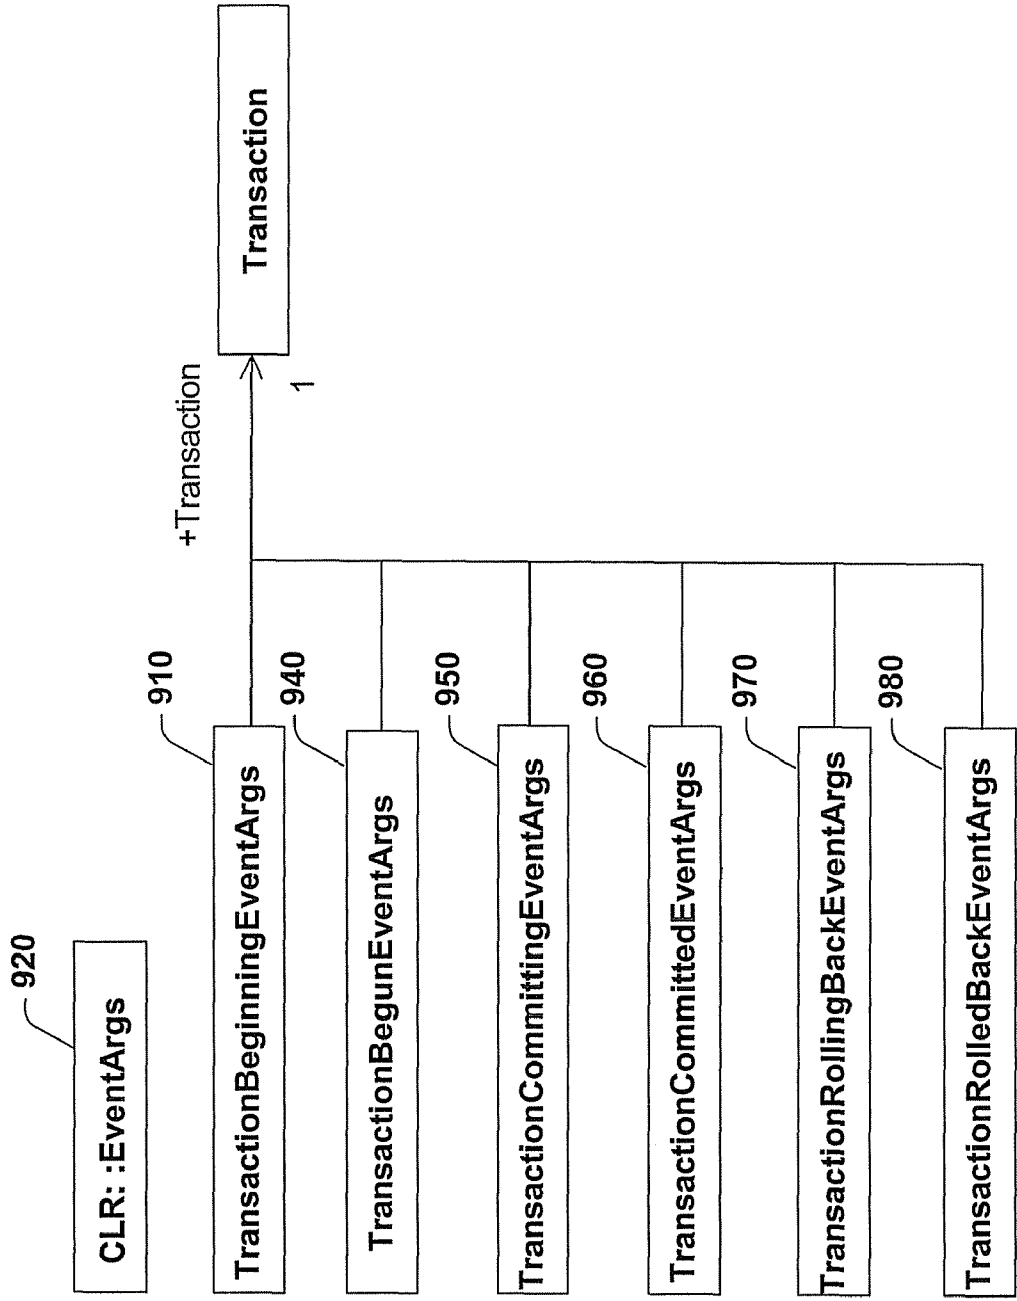 920
CLR: :EventArgs
910
TransactionBeginningEventArgs
+Transaction
1
Transaction
940
TransactionBegunEventArgs
950
TransactionCommittingEventArgs
960
TransactionCommittedEventArgs
970
TransactionRollingBackEventArgs
980
TransactionRolledBackEventArgs